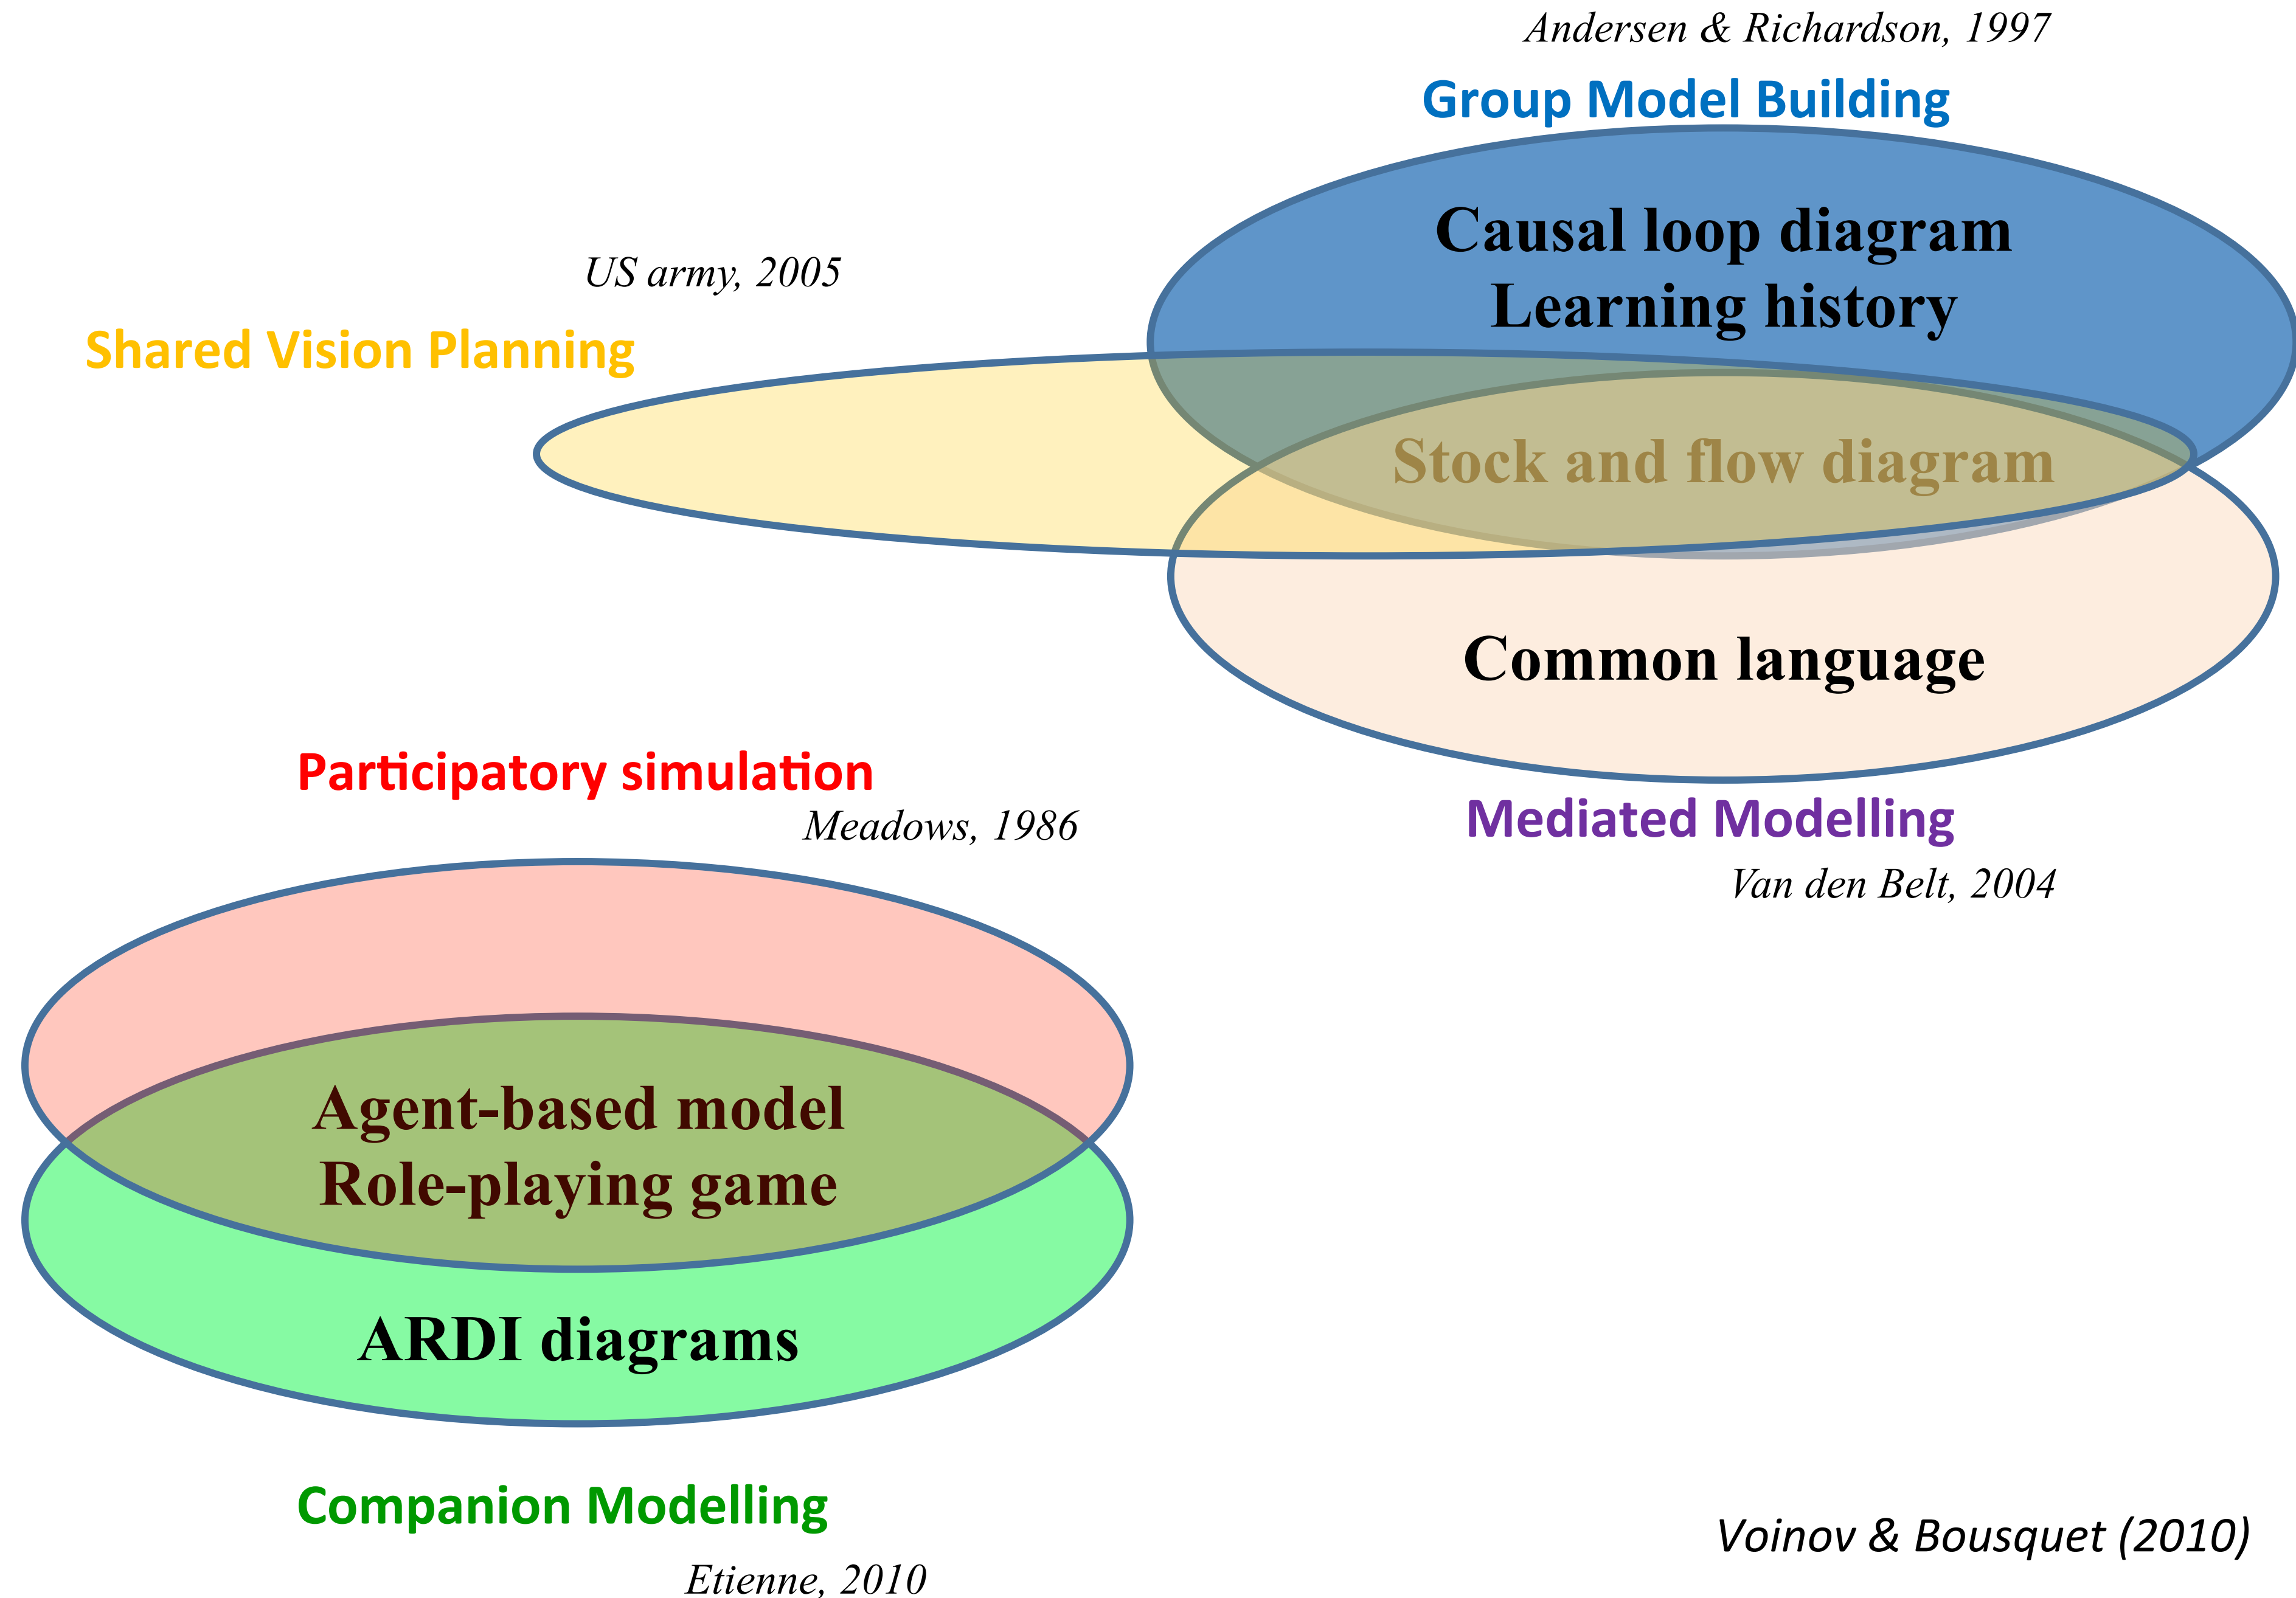 Andersen & Richardson, 1997
Group Model Building
Causal loop diagram
Learning history
US army, 2005
Shared Vision Planning
Stock and flow diagram
Common language
Participatory simulation
Meadows, 1986
Mediated Modelling
Van den Belt, 2004
Agent-based model
Role-playing game
ARDI diagrams
Companion Modelling
Etienne, 2010
Voinov & Bousquet (2010)